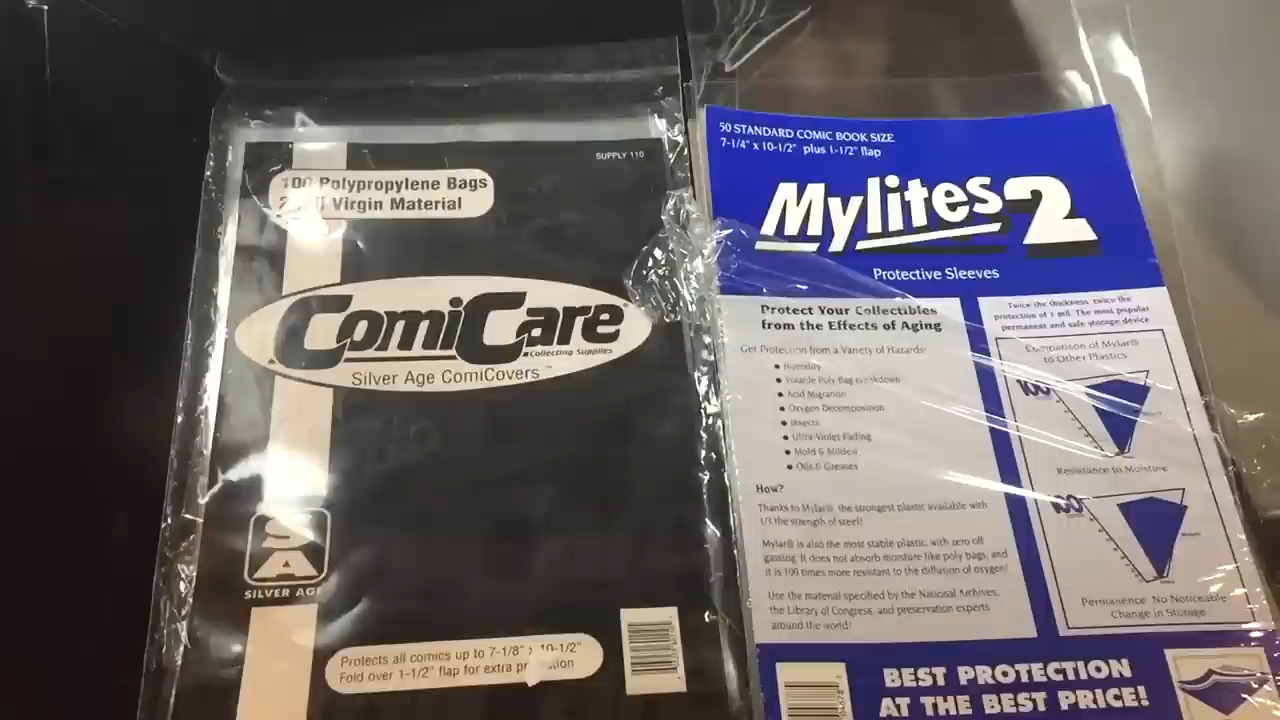 SUPPLY 110
100 Polypropylene Bags
2 Virgin Material
ComiCare
Collecting Supplies
Silver Age ComiCovers™
SA
SILVER AGE
Protects all comics up to 7-1/8" x 10-1/2"
Fold over 1-1/2" flap for extra protection
50 STANDARD COMIC BOOK SIZE
7-1/4" x 10-1/2" plus 1-1/2" flap
Mylites 2
Protective Sleeves
Protect Your Collectibles
from the Effects of Aging
Get Protection from a Variety of Hazards:
• Humidity
• Volatile Poly Bag Breakdown
• Acid Migration
• Oxygen Decomposition
• Insects
• Ultra-Violet Fading
• Mold & Mildew
• Oils & Greases
How?
Thanks to Mylar®, the strongest plastic available with
1/3 the strength of steel!
Mylar® is also the most stable plastic, with zero off
gassing. It does not absorb moisture like poly bags, and
it is 100 times more resistant to the diffusion of oxygen!
Use the material specified by the National Archives,
the Library of Congress, and preservation experts
around the world!
Twice the thickness, twice the
protection of 1 mil. The most popular
permanent and safe storage device
Comparison of Mylar®
to Other Plastics
100
Resistance to Moisture
100
Permanence: No Noticeable
Change in Storage
BEST PROTECTION
AT THE BEST PRICE!